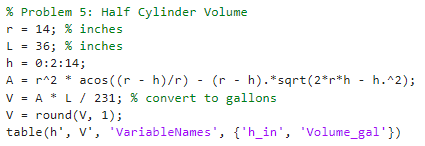 % Problem 5: Half Cylinder Volume
r = 14; % inches
L = 36; % inches
h = 0:2:14;
A = r^2 * acos((r - h)/r) - (r - h).*sqrt(2*r*h - h.^2);
V = A * L / 231; % convert to gallons
V = round(V, 1);
table(h', V', 'VariableNames', {'h_in', 'Volume_gal'})